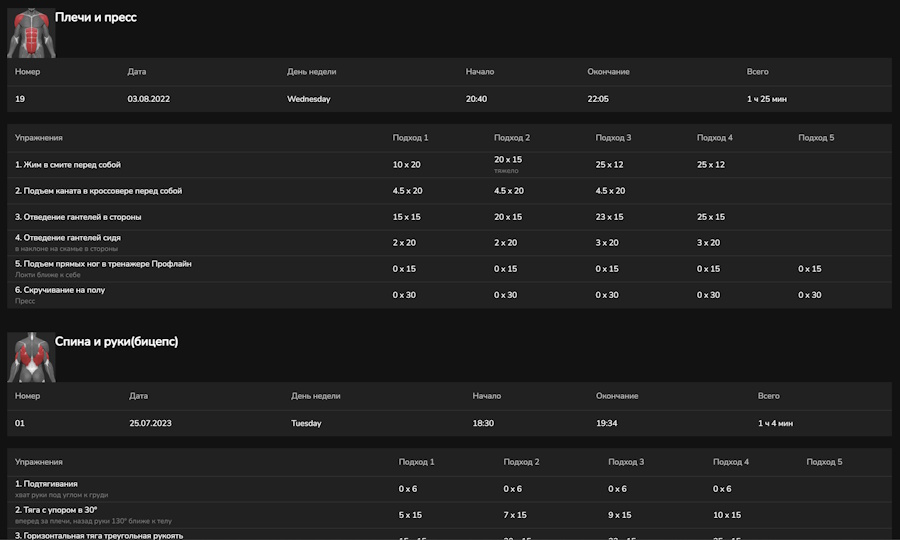 Плечи и пресс
Номер Дата День недели Начало Окончание Всего
19 03.08.2022 Wednesday 20:40 22:05 1 ч 25 мин
Упражнения Подход 1 Подход 2 Подход 3 Подход 4 Подход 5
1. Жим в смите перед собой 10 x 20 20 x 15 25 x 12 25 x 12
тяжело
2. Подъем каната в кроссовере перед собой 4.5 x 20 4.5 x 20 4.5 x 20
3. Отведение гантелей в стороны 15 x 15 20 x 15 23 x 15 25 x 15
4. Отведение гантелей сидя 2 x 20 2 x 20 3 x 20 3 x 20
в наклоне на скамье в стороны
5. Подъем прямых ног в тренажере Профлайн 0 x 15 0 x 15 0 x 15 0 x 15 0 x 15
Локти ближе к себе
6. Скручивание на полу 0 x 30 0 x 30 0 x 30 0 x 30 0 x 30
Пресс
Спина и руки(бицепс)
Номер Дата День недели Начало Окончание Всего
01 25.07.2023 Tuesday 18:30 19:34 1 ч 4 мин
Упражнения Подход 1 Подход 2 Подход 3 Подход 4 Подход 5
1. Подтягивания 0 x 6 0 x 6 0 x 6 0 x 6
хват руки под углом к груди
2. Тяга с упором в 30° 5 x 15 7 x 15 9 x 15 10 x 15
вперед за плечи, назад руки 130° ближе к телу
3. Горизонтальная тяга треугольная рукоять